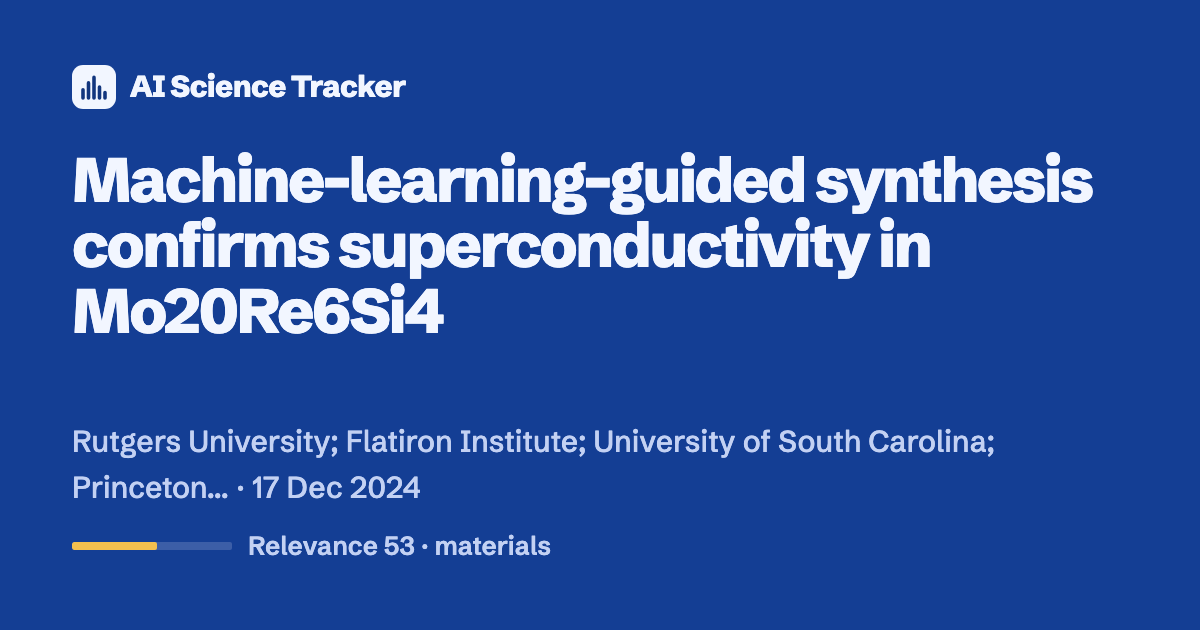 AI Science Tracker
Machine-learning-guided synthesis
confirms superconductivity in
Mo20Re6Si4
Rutgers University; Flatiron Institute; University of South Carolina;
Princeton... · 17 Dec 2024
Relevance 53 · materials